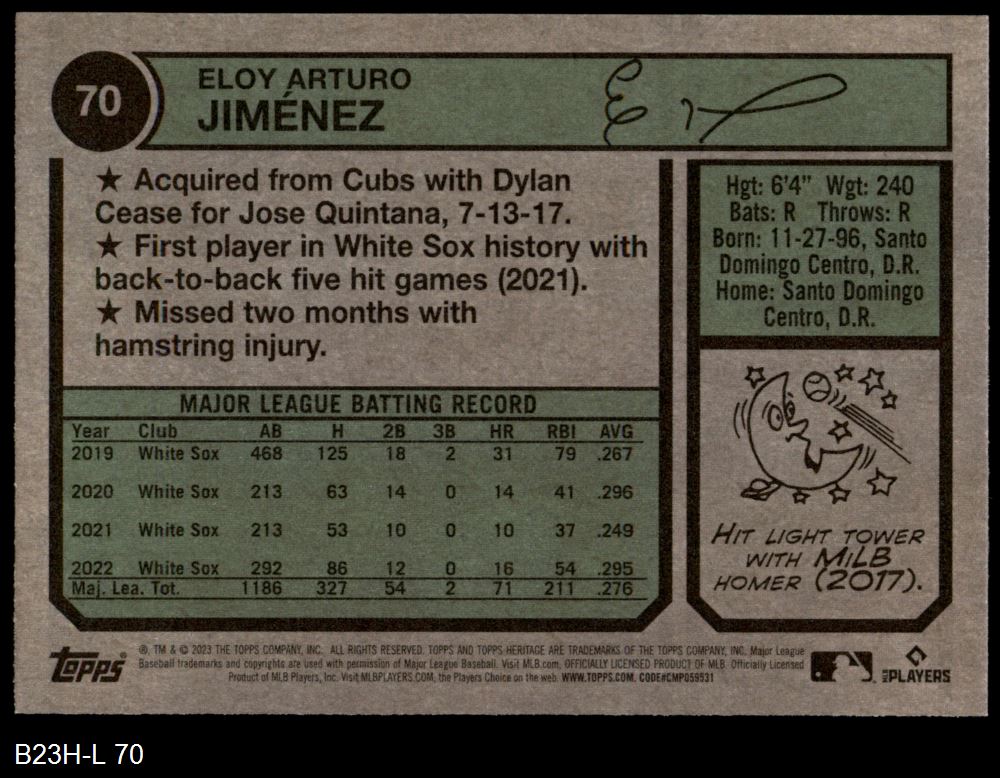 70
ELOY ARTURO
JIMÉNEZ
★ Acquired from Cubs with Dylan
Cease for Jose Quintana, 7-13-17.
★ First player in White Sox history with
back-to-back five hit games (2021).
★ Missed two months with
hamstring injury.
Hgt: 6'4" Wgt: 240
Bats: R Throws: R
Born: 11-27-96, Santo
Domingo Centro, D.R.
Home: Santo Domingo
Centro, D.R.
MAJOR LEAGUE BATTING RECORD
Year Club AB H 2B 3B HR RBI AVG
2019 White Sox 468 125 18 2 31 79 .267
2020 White Sox 213 63 14 0 14 41 .296
2021 White Sox 213 53 10 0 10 37 .249
2022 White Sox 292 86 12 0 16 54 .295
Maj. Lea. Tot. 1186 327 54 2 71 211 .276
HIT LIGHT TOWER
WITH MiLB
HOMER (2017).
topps
®, TM & © 2023 THE TOPPS COMPANY, INC. ALL RIGHTS RESERVED. TOPPS AND TOPPS HERITAGE ARE TRADEMARKS OF THE TOPPS COMPANY, INC. Major League
Baseball trademarks and copyrights are used with permission of Major League Baseball. Visit MLB.com. OFFICIALLY LICENSED PRODUCT OF MLB. Officially Licensed
Product of MLB Players, Inc. Visit MLBPLAYERS.COM, the Players Choice on the web. WWW.TOPPS.COM. CODE#CMP059531
MLB PLAYERS
B23H-L 70